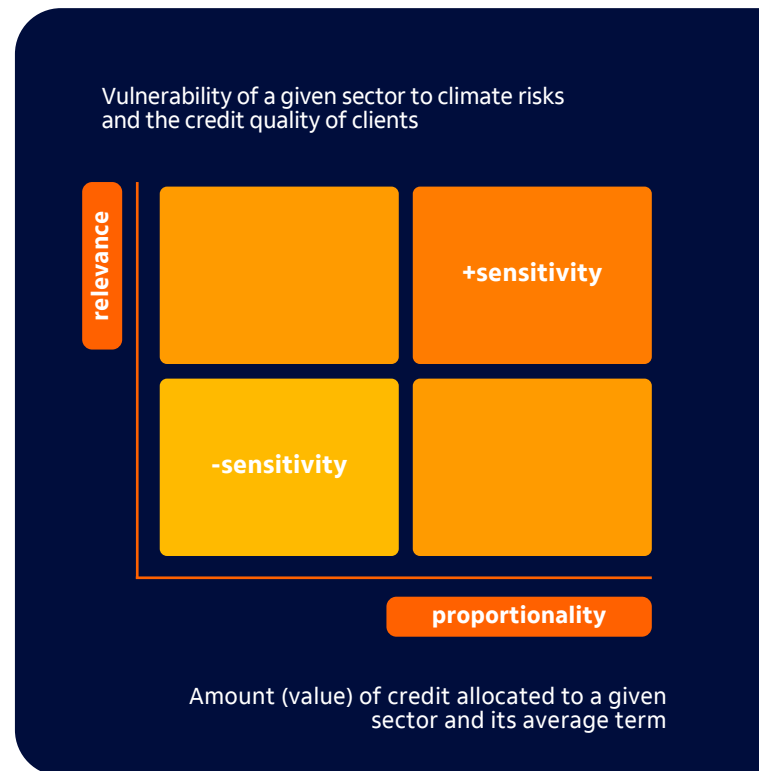 Vulnerability of a given sector to climate risks
and the credit quality of clients
relevance
+sensitivity
-sensitivity
proportionality
Amount (value) of credit allocated to a given
sector and its average term